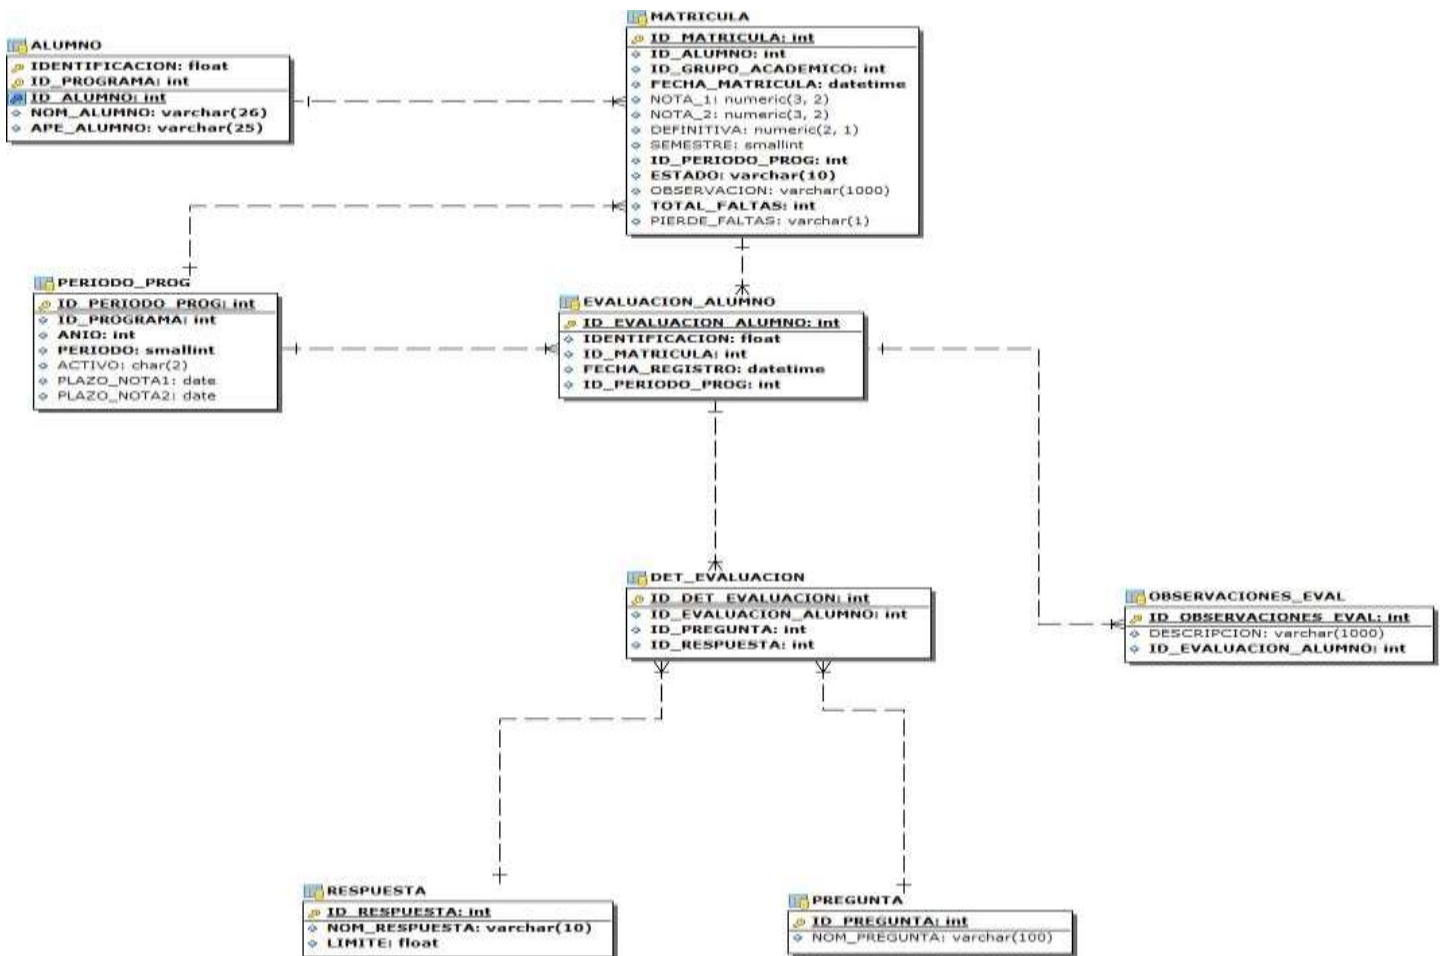 MATRICULA
ID_MATRICULA: int
ID_ALUMNO: int
ID_GRUPO_ACADEMICO: int
FECHA_MATRICULA: datetime
NOTA_1: numeric(3, 2)
NOTA_2: numeric(3, 2)
DEFINITIVA: numeric(2, 1)
SEMESTRE: smallint
ID_PERIODO_PROG: int
ESTADO: varchar(10)
OBSERVACION: varchar(1000)
TOTAL_FALTAS: int
PIERDE_FALTAS: varchar(1)
ALUMNO
IDENTIFICACION: float
ID_PROGRAMA: int
ID_ALUMNO: int
NOM_ALUMNO: varchar(26)
APE_ALUMNO: varchar(25)
PERIODO_PROG
ID_PERIODO_PROG: int
ID_PROGRAMA: int
ANIO: int
PERIODO: smallint
ACTIVO: char(2)
PLAZO_NOTA1: date
PLAZO_NOTA2: date
EVALUACION_ALUMNO
ID_EVALUACION_ALUMNO: int
IDENTIFICACION: float
ID_MATRICULA: int
FECHA_REGISTRO: datetime
ID_PERIODO_PROG: int
DET_EVALUACION
ID_DET_EVALUACION: int
ID_EVALUACION_ALUMNO: int
ID_PREGUNTA: int
ID_RESPUESTA: int
OBSERVACIONES_EVAL
ID_OBSERVACIONES_EVAL: int
DESCRIPCION: varchar(1000)
ID_EVALUACION_ALUMNO: int
RESPUESTA
ID_RESPUESTA: int
NOM_RESPUESTA: varchar(10)
LIMITE: float
PREGUNTA
ID_PREGUNTA: int
NOM_PREGUNTA: varchar(100)